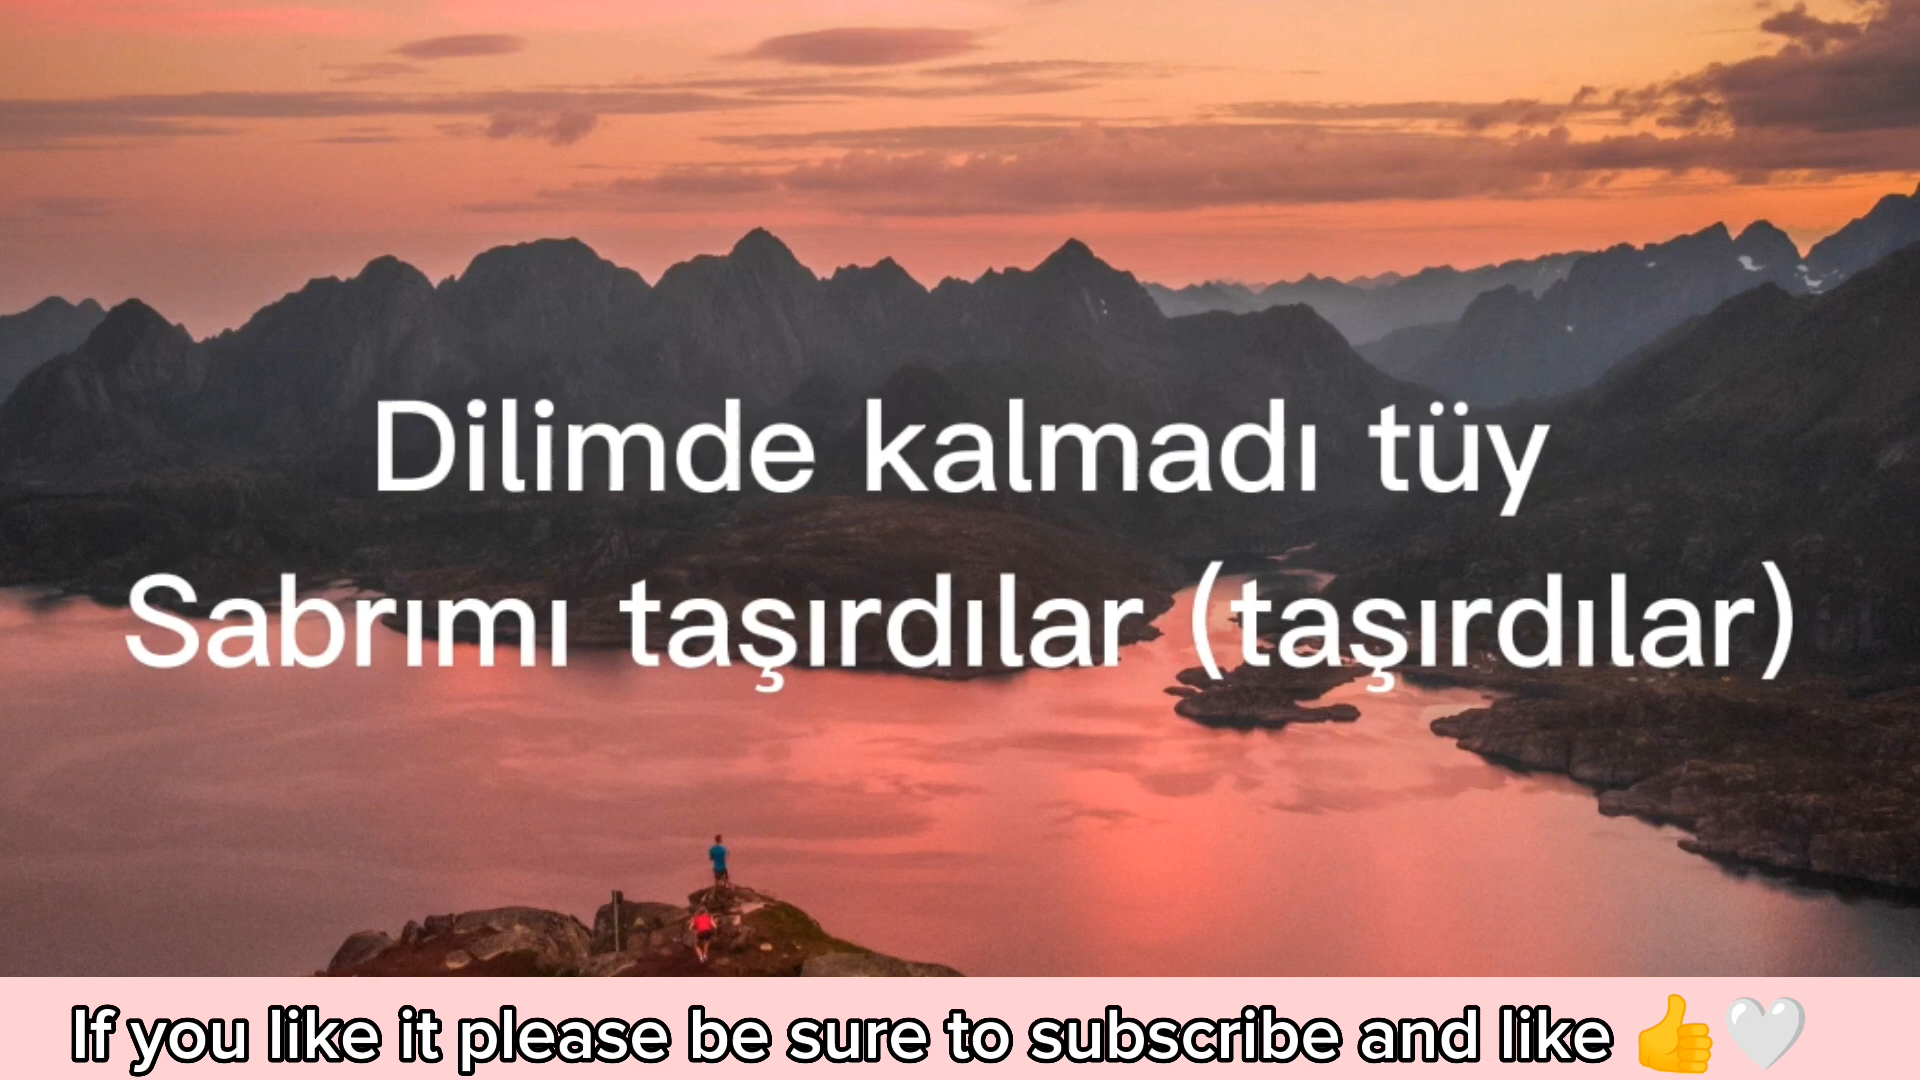 Dilimde kalmadı tüy
Sabrımı taşırdılar (taşırdılar)
If you like it please be sure to subscribe and like 👍🤍